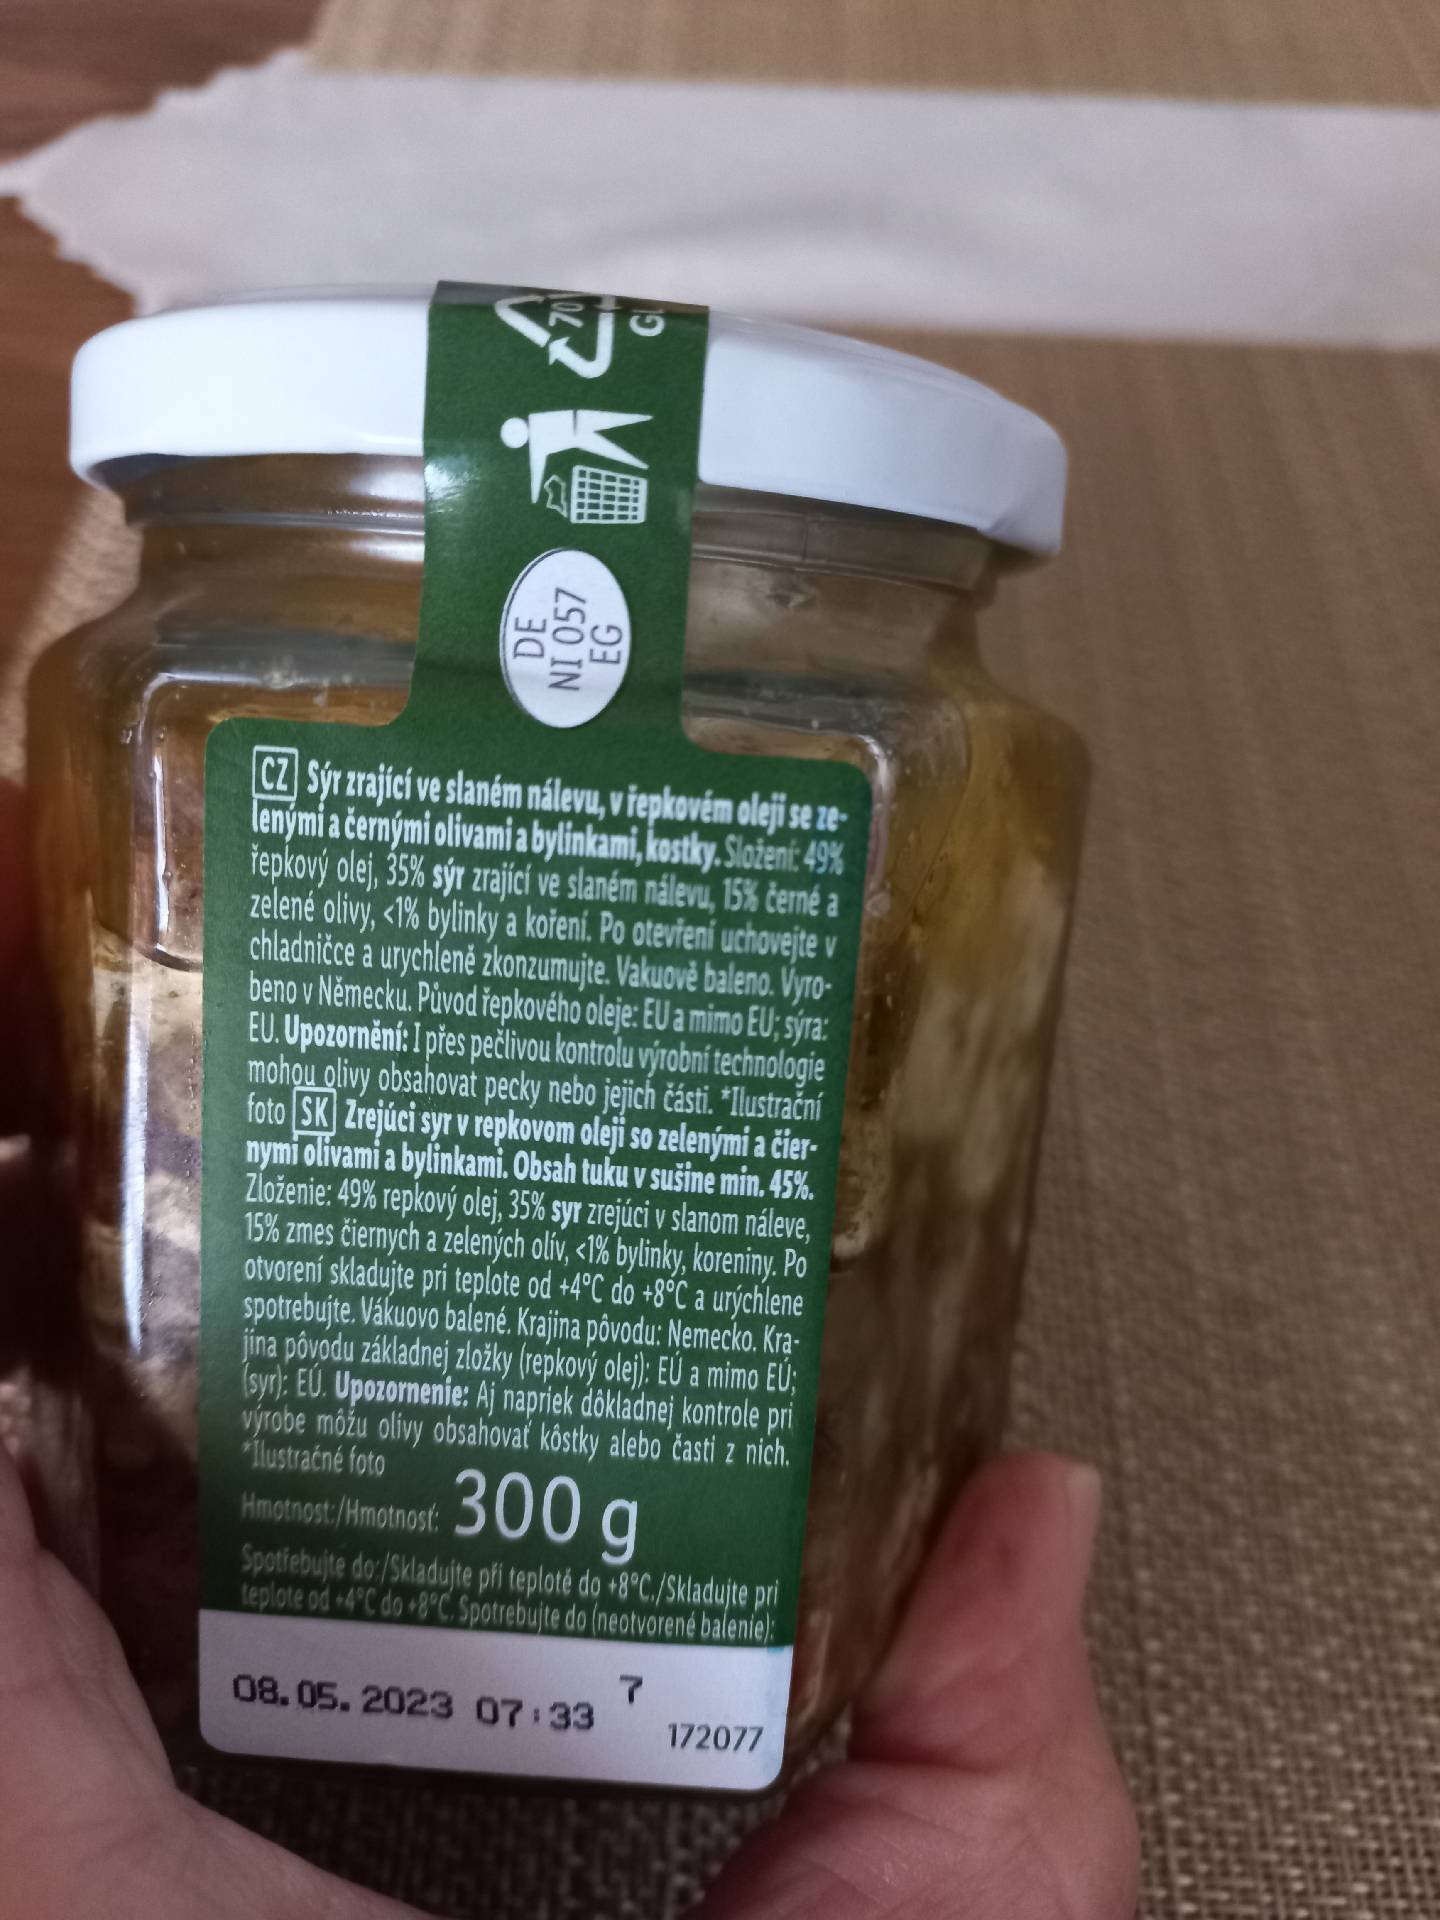 70
GL
DE
NI 057
EG
CZ Sýr zrající ve slaném nálevu, v řepkovém oleji se ze-
lenými a černými olivami a bylinkami, kostky. Složení: 49%
řepkový olej, 35% sýr zrající ve slaném nálevu, 15% černé a
zelené olivy, <1% bylinky a koření. Po otevření uchovejte v
chladničce a urychleně zkonzumujte. Vakuově baleno. Vyro-
beno v Německu. Původ řepkového oleje: EU a mimo EU; sýra:
EU. Upozornění: I přes pečlivou kontrolu výrobní technologie
mohou olivy obsahovat pecky nebo jejich části. *Ilustrační
foto SK Zrejúci syr v repkovom oleji so zelenými a čier-
nymi olivami a bylinkami. Obsah tuku v sušine min. 45%.
Zloženie: 49% repkový olej, 35% syr zrejúci v slanom náleve,
15% zmes čiernych a zelených olív, <1% bylinky, koreniny. Po
otvorení skladujte pri teplote od +4°C do +8°C a urýchlene
spotrebujte. Vákuovo balené. Krajina pôvodu: Nemecko. Kra-
jina pôvodu základnej zložky (repkový olej): EÚ a mimo EÚ;
(syr): EÚ. Upozornenie: Aj napriek dôkladnej kontrole pri
výrobe môžu olivy obsahovať kôstky alebo časti z nich.
*Ilustračné foto
Hmotnost:/Hmotnosť: 300 g
Spotřebujte do:/Skladujte při teplotě do +8°C./Skladujte pri
teplote od +4°C do +8°C. Spotrebujte do (neotvorené balenie):
08.05.2023 07:33 7
172077